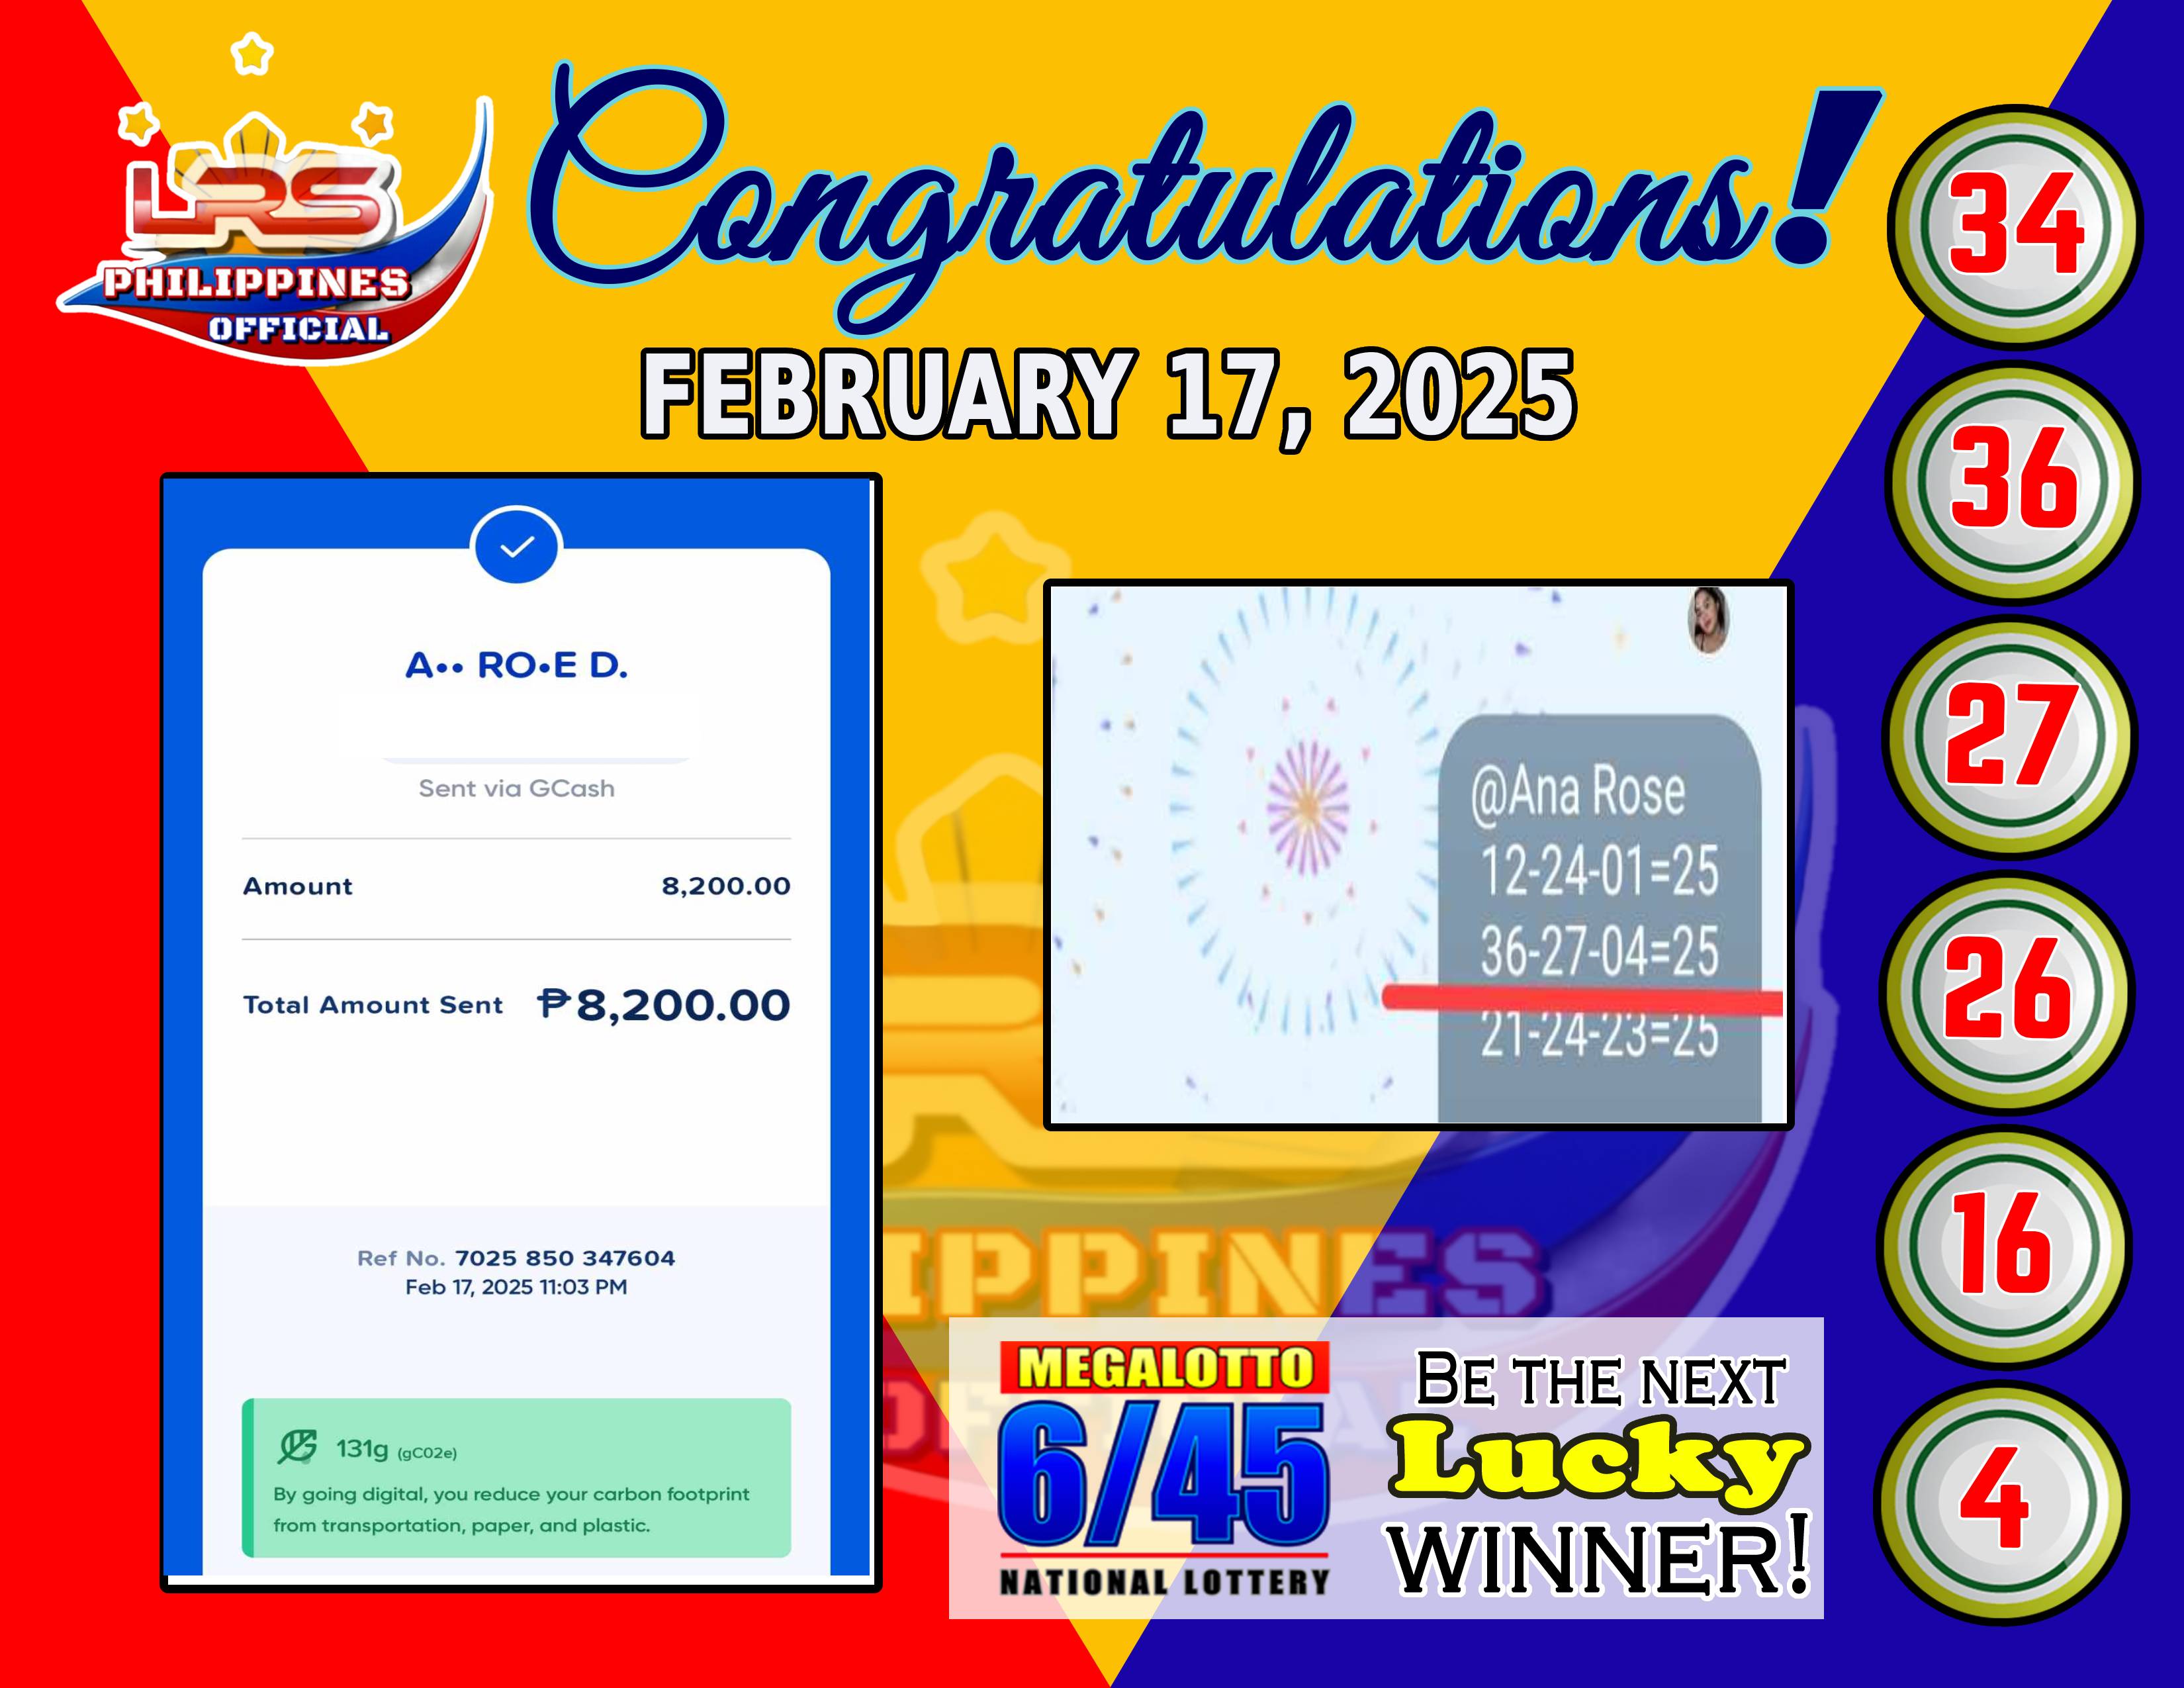 LRS
PHILIPPINES
OFFICIAL
Congratulations!
FEBRUARY 17, 2025
A•• RO•E D.
Sent via GCash
Amount 8,200.00
Total Amount Sent ₱8,200.00
Ref No. 7025 850 347604
Feb 17, 2025 11:03 PM
131g (gC02e)
By going digital, you reduce your carbon footprint
from transportation, paper, and plastic.
@Ana Rose
12-24-01=25
36-27-04=25
21-24-23=25
IPPINES
MEGALOTTO
6/45
NATIONAL LOTTERY
BE THE NEXT
Lucky
WINNER!
34
36
27
26
16
4